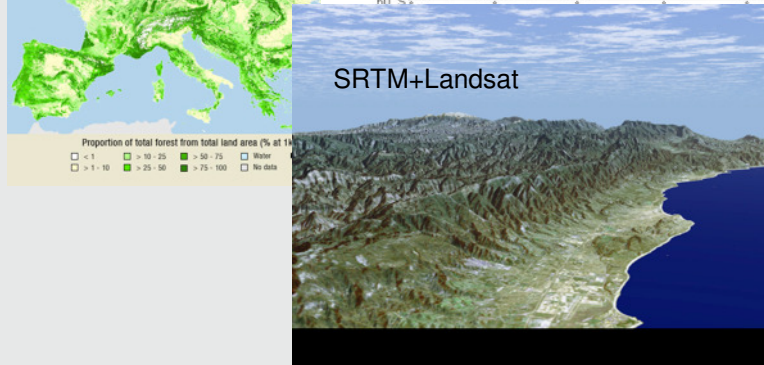 60 S
SRTM+Landsat
Proportion of total forest from total land area (% at 1k
< 1 > 10 - 25 > 50 - 75 Water
> 1 - 10 > 25 - 50 > 75 - 100 No data